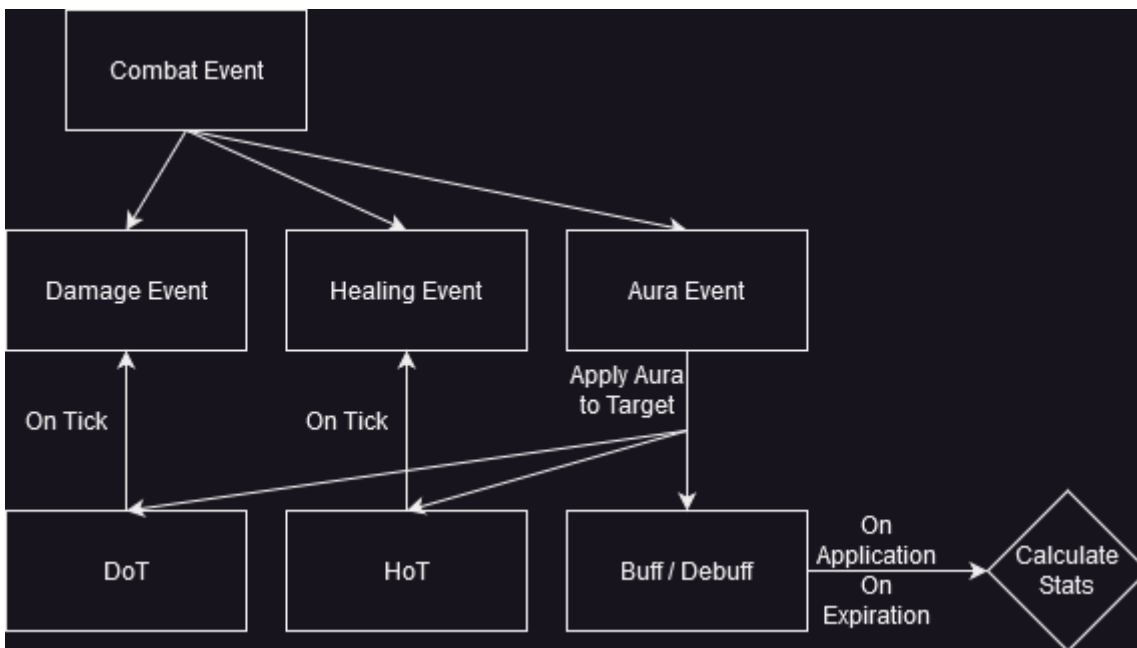 Combat Event
Damage Event
Healing Event
Aura Event
Apply Aura
to Target
On Tick
On Tick
DoT
HoT
Buff / Debuff
On
Application
On
Expiration
Calculate
Stats